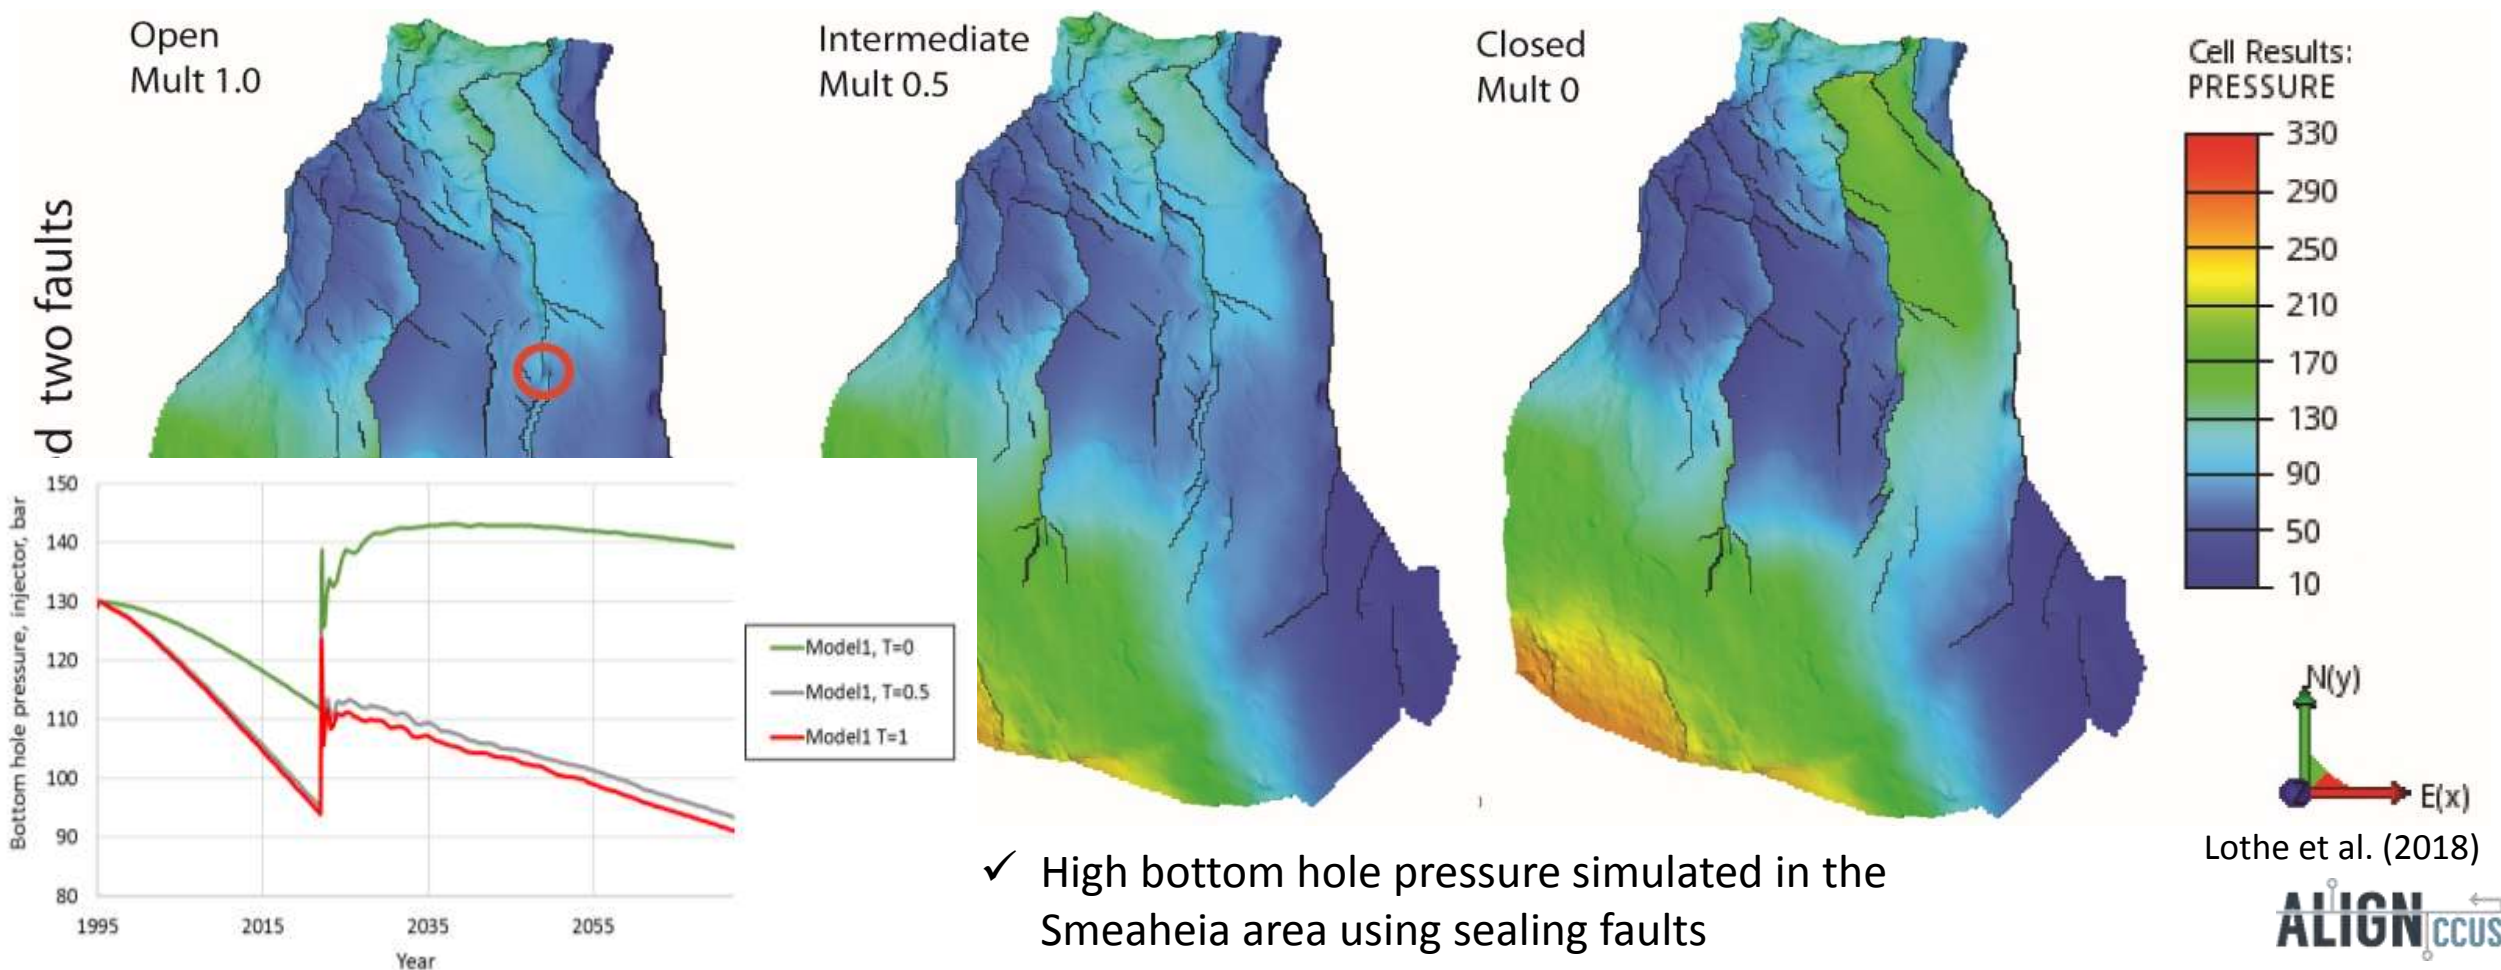 Open
Mult 1.0
Intermediate
Mult 0.5
Closed
Mult 0
Cell Results:
PRESSURE
330
290
250
210
170
130
90
50
10
two faults
150
140
130
120
110
100
90
80
1995
2015
2035
2055
Year
Bottom hole pressure, injector, bar
Model1, T=0
Model1, T=0.5
Model1 T=1
N(y)
E(x)
Z
✓ High bottom hole pressure simulated in the
Smeaheia area using sealing faults
Lothe et al. (2018)
ALIGN CCUS